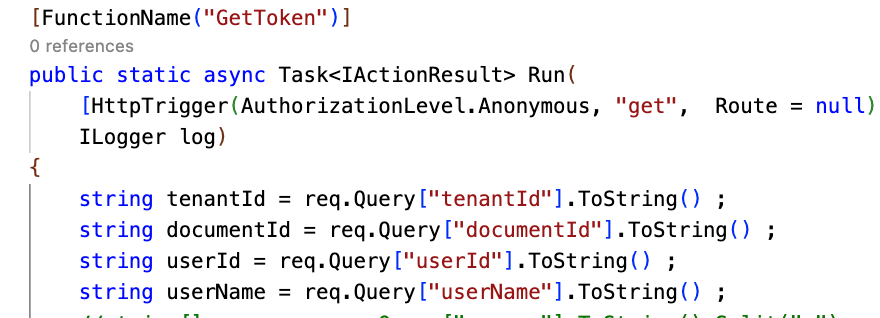 [FunctionName("GetToken")]
0 references
public static async Task<IActionResult> Run(
[HttpTrigger(AuthorizationLevel.Anonymous, "get",  Route = null)
ILogger log)
{
string tenantId = req.Query["tenantId"].ToString() ;
string documentId = req.Query["documentId"].ToString() ;
string userId = req.Query["userId"].ToString() ;
string userName = req.Query["userName"].ToString() ;